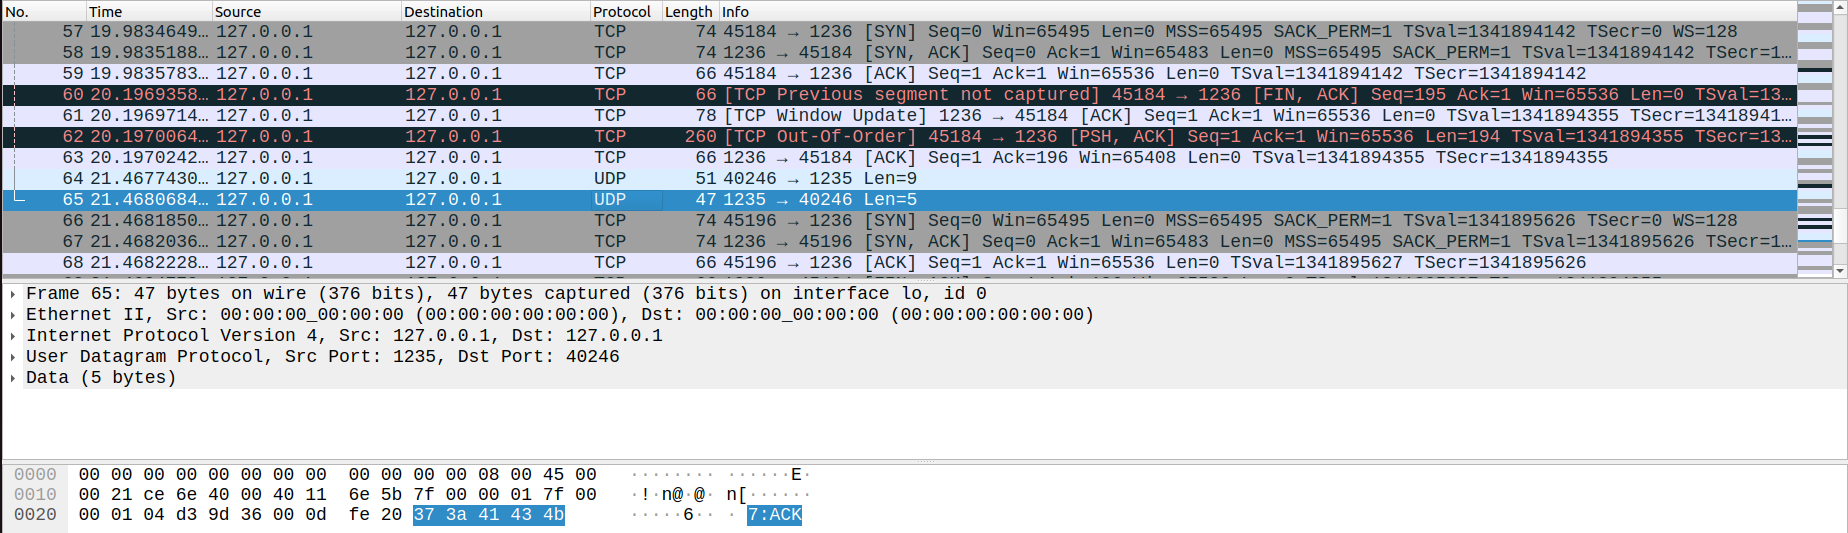 No. Time Source Destination Protocol Length Info
57 19.9834649… 127.0.0.1 127.0.0.1 TCP 74 45184 → 1236 [SYN] Seq=0 Win=65495 Len=0 MSS=65495 SACK_PERM=1 TSval=1341894142 TSecr=0 WS=128
58 19.9835188… 127.0.0.1 127.0.0.1 TCP 74 1236 → 45184 [SYN, ACK] Seq=0 Ack=1 Win=65483 Len=0 MSS=65495 SACK_PERM=1 TSval=1341894142 TSecr=1…
59 19.9835783… 127.0.0.1 127.0.0.1 TCP 66 45184 → 1236 [ACK] Seq=1 Ack=1 Win=65536 Len=0 TSval=1341894142 TSecr=1341894142
60 20.1969358… 127.0.0.1 127.0.0.1 TCP 66 [TCP Previous segment not captured] 45184 → 1236 [FIN, ACK] Seq=195 Ack=1 Win=65536 Len=0 TSval=13…
61 20.1969714… 127.0.0.1 127.0.0.1 TCP 78 [TCP Window Update] 1236 → 45184 [ACK] Seq=1 Ack=1 Win=65536 Len=0 TSval=1341894355 TSecr=13418941…
62 20.1970064… 127.0.0.1 127.0.0.1 TCP 260 [TCP Out-Of-Order] 45184 → 1236 [PSH, ACK] Seq=1 Ack=1 Win=65536 Len=194 TSval=1341894355 TSecr=13…
63 20.1970242… 127.0.0.1 127.0.0.1 TCP 66 1236 → 45184 [ACK] Seq=1 Ack=196 Win=65408 Len=0 TSval=1341894355 TSecr=1341894355
64 21.4677430… 127.0.0.1 127.0.0.1 UDP 51 40246 → 1235 Len=9
65 21.4680684… 127.0.0.1 127.0.0.1 UDP 47 1235 → 40246 Len=5
66 21.4681850… 127.0.0.1 127.0.0.1 TCP 74 45196 → 1236 [SYN] Seq=0 Win=65495 Len=0 MSS=65495 SACK_PERM=1 TSval=1341895626 TSecr=0 WS=128
67 21.4682036… 127.0.0.1 127.0.0.1 TCP 74 1236 → 45196 [SYN, ACK] Seq=0 Ack=1 Win=65483 Len=0 MSS=65495 SACK_PERM=1 TSval=1341895626 TSecr=1…
68 21.4682228… 127.0.0.1 127.0.0.1 TCP 66 45196 → 1236 [ACK] Seq=1 Ack=1 Win=65536 Len=0 TSval=1341895627 TSecr=1341895626
Frame 65: 47 bytes on wire (376 bits), 47 bytes captured (376 bits) on interface lo, id 0
Ethernet II, Src: 00:00:00_00:00:00 (00:00:00:00:00:00), Dst: 00:00:00_00:00:00 (00:00:00:00:00:00)
Internet Protocol Version 4, Src: 127.0.0.1, Dst: 127.0.0.1
User Datagram Protocol, Src Port: 1235, Dst Port: 40246
Data (5 bytes)
0000 00 00 00 00 00 00 00 00 00 00 00 00 08 00 45 00 ········ ······E·
0010 00 21 ce 6e 40 00 40 11 6e 5b 7f 00 00 01 7f 00 ·!·n@·@· n[······
0020 00 01 04 d3 9d 36 00 0d fe 20 37 3a 41 43 4b ·····6·· · 7:ACK